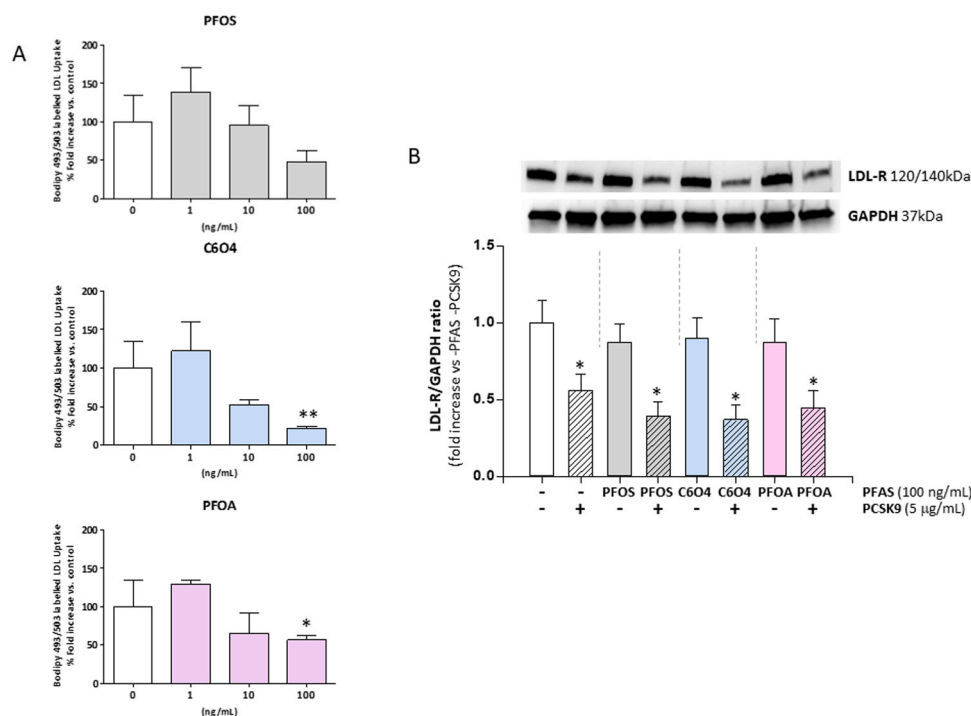 A
PFOS
Bodipy 493/503 labelled LDL Uptake
% Fold increase vs. control
200
150
100
50
0
0 1 10 100
(ng/mL)
C6O4
Bodipy 493/503 labelled LDL Uptake
% Fold increase vs. control
200
150
100
50
0
**
0 1 10 100
(ng/mL)
PFOA
Bodipy 493/503 labelled LDL Uptake
% Fold increase vs. control
200
150
100
50
0
*
0 1 10 100
(ng/mL)
B
LDL-R 120/140kDa
GAPDH 37kDa
LDL-R/GAPDH ratio
(fold increase vs -PFAS -PCSK9)
1.5
1.0
0.5
0.0
* * * *
- - PFOS PFOS C6O4 C6O4 PFOA PFOA PFAS (100 ng/mL)
- + - + - + - + PCSK9 (5 μg/mL)